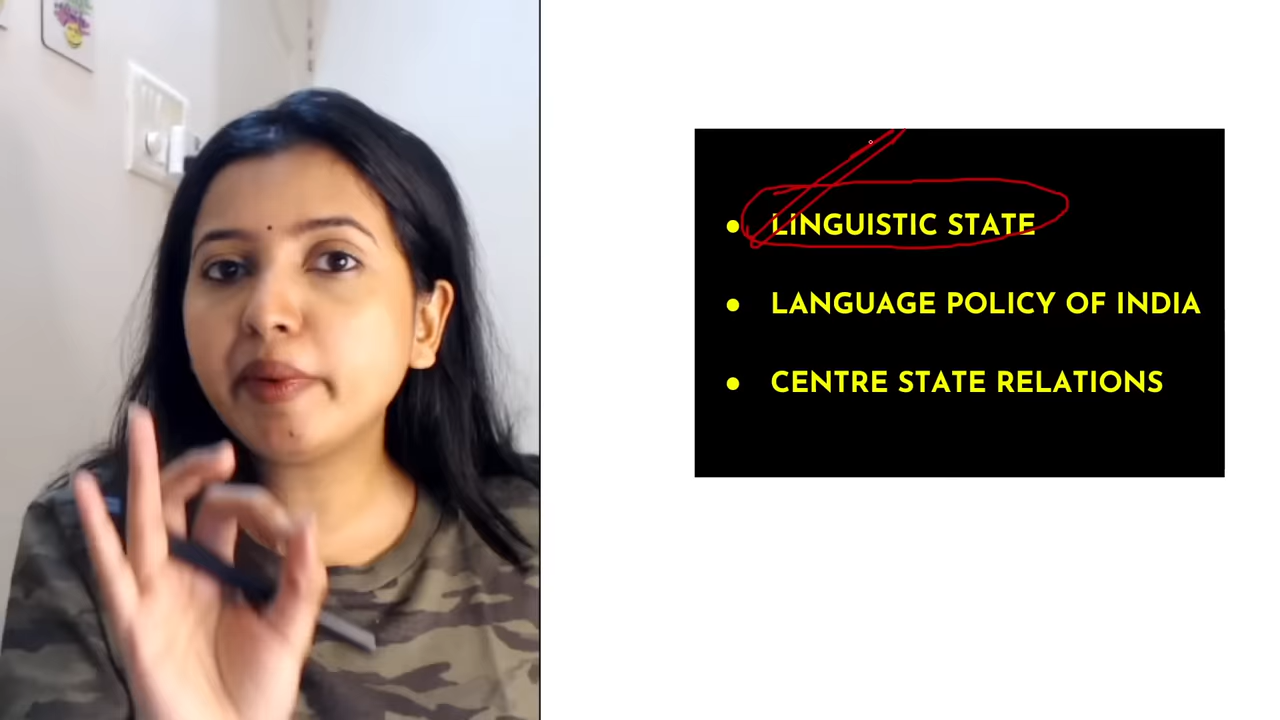 • LINGUISTIC STATE
• LANGUAGE POLICY OF INDIA
• CENTRE STATE RELATIONS